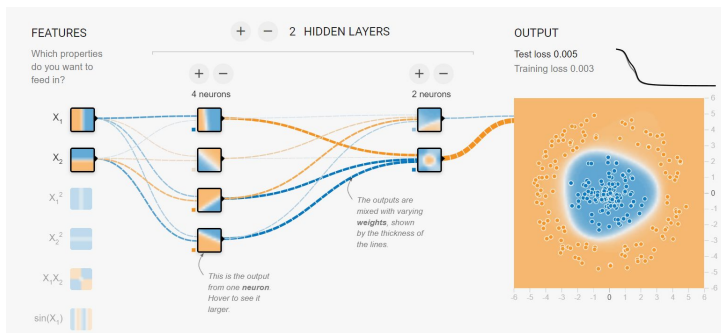 FEATURES
Which properties
do you want to
feed in?
X₁
X₂
X₁²
X₂²
X₁X₂
sin(X₁)
+ − 2 HIDDEN LAYERS
+ −
4 neurons
+ −
2 neurons
This is the output
from one neuron.
Hover to see it
larger.
The outputs are
mixed with varying
weights, shown
by the thickness of
the lines.
OUTPUT
Test loss 0.005
Training loss 0.003
6
5
4
3
2
1
0
-1
-2
-3
-4
-5
-6
-6 -5 -4 -3 -2 -1 0 1 2 3 4 5 6